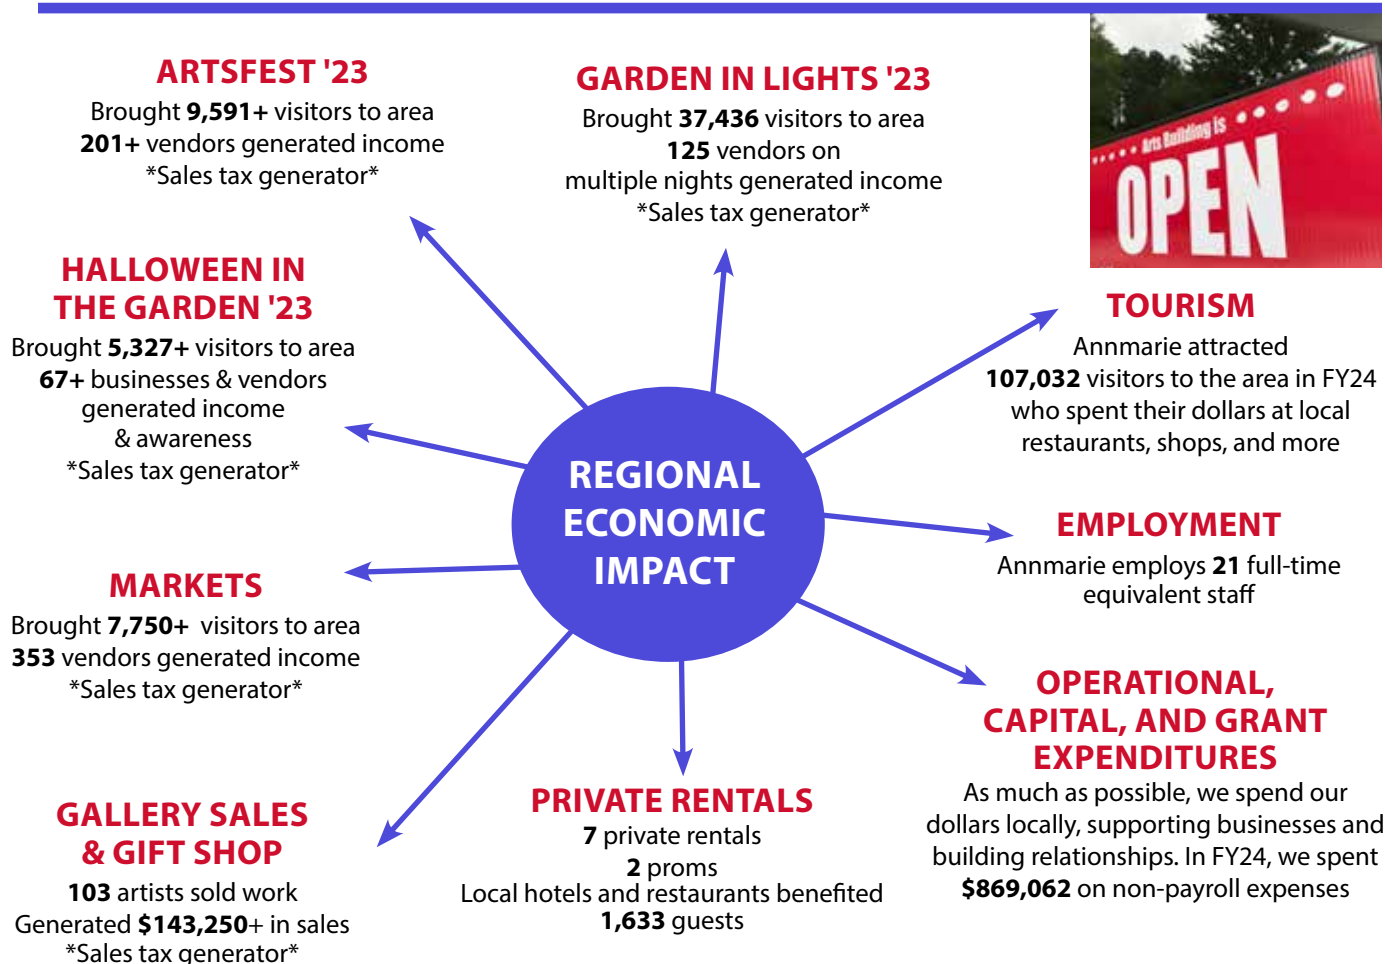 ARTSFEST '23
Brought 9,591+ visitors to area
201+ vendors generated income
*Sales tax generator*
GARDEN IN LIGHTS '23
Brought 37,436 visitors to area
125 vendors on
multiple nights generated income
*Sales tax generator*
Arts Building is
OPEN
HALLOWEEN IN
THE GARDEN '23
Brought 5,327+ visitors to area
67+ businesses & vendors
generated income
& awareness
*Sales tax generator*
TOURISM
Annmarie attracted
107,032 visitors to the area in FY24
who spent their dollars at local
restaurants, shops, and more
REGIONAL
ECONOMIC
IMPACT
EMPLOYMENT
Annmarie employs 21 full-time
equivalent staff
MARKETS
Brought 7,750+ visitors to area
353 vendors generated income
*Sales tax generator*
OPERATIONAL,
CAPITAL, AND GRANT
EXPENDITURES
As much as possible, we spend our
dollars locally, supporting businesses and
building relationships. In FY24, we spent
$869,062 on non-payroll expenses
GALLERY SALES
& GIFT SHOP
103 artists sold work
Generated $143,250+ in sales
*Sales tax generator*
PRIVATE RENTALS
7 private rentals
2 proms
Local hotels and restaurants benefited
1,633 guests